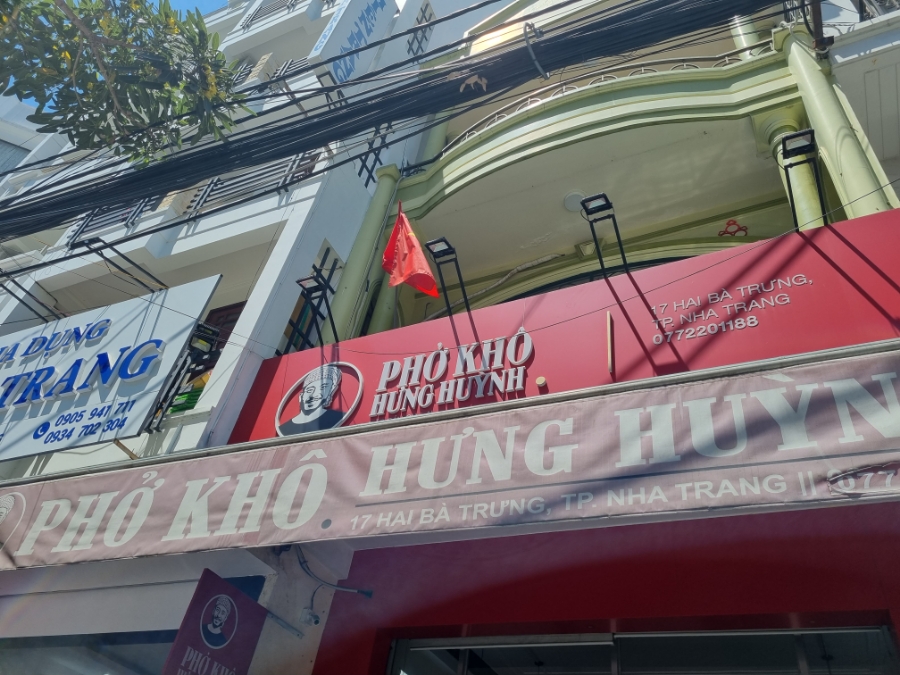 DỤNG
TRANG
0905 941 711
0934 702 304
PHỞ KHÔ
HƯNG HUỲNH
17 HAI BÀ TRƯNG,
TP. NHA TRANG
0772201188
PHỞ KHÔ HƯNG HUỲN
17 HAI BÀ TRƯNG, TP. NHA TRANG || 077
PHỞ KHÔ